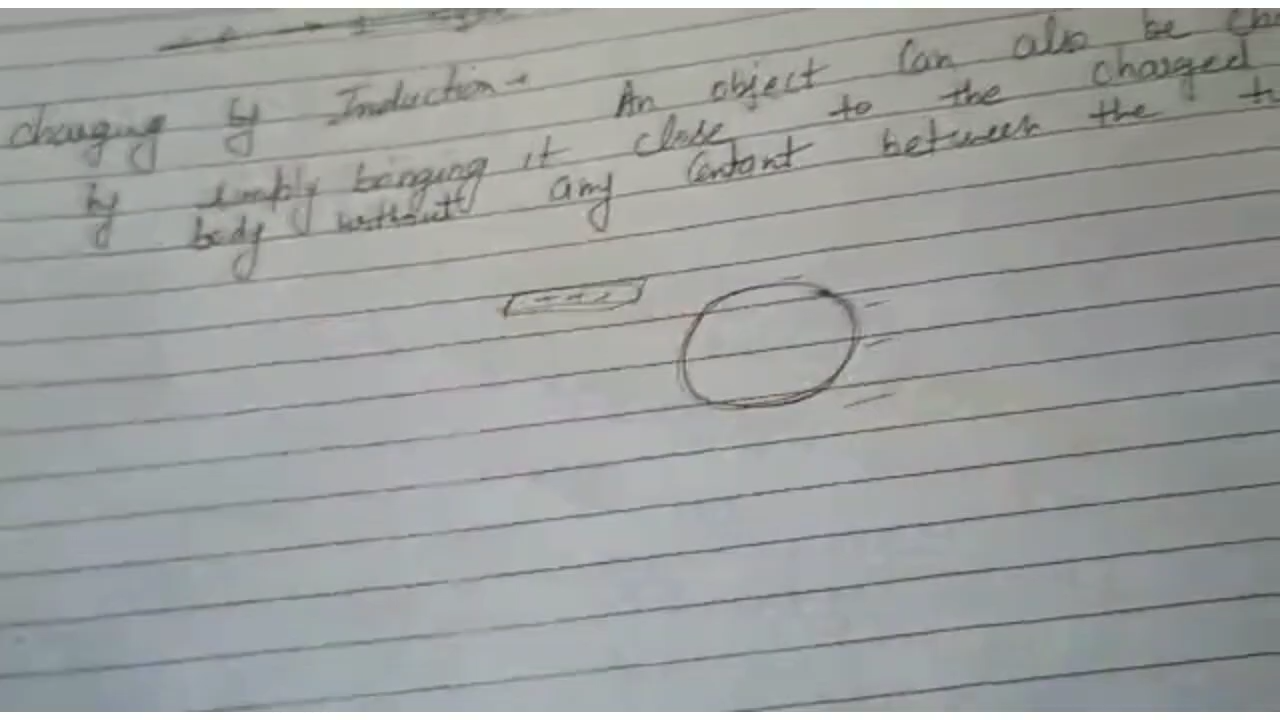 Charging by Induction → An object Can also be
by simply bringing it close to the charged
body without any Contant between the